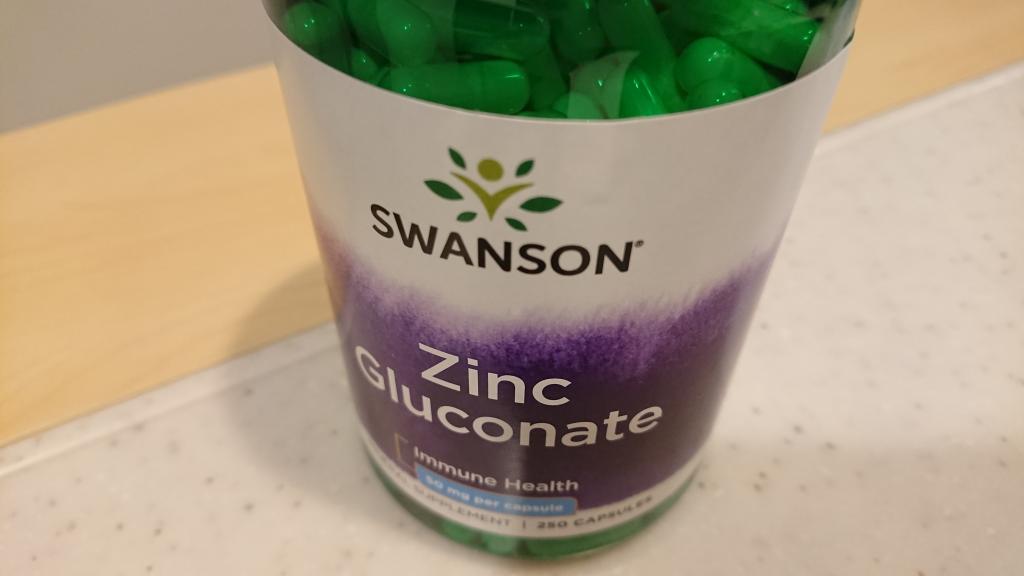 SWANSON®
Zinc
Gluconate
Immune Health
50 mg per capsule
SUPPLEMENT | 250 CAPSULES